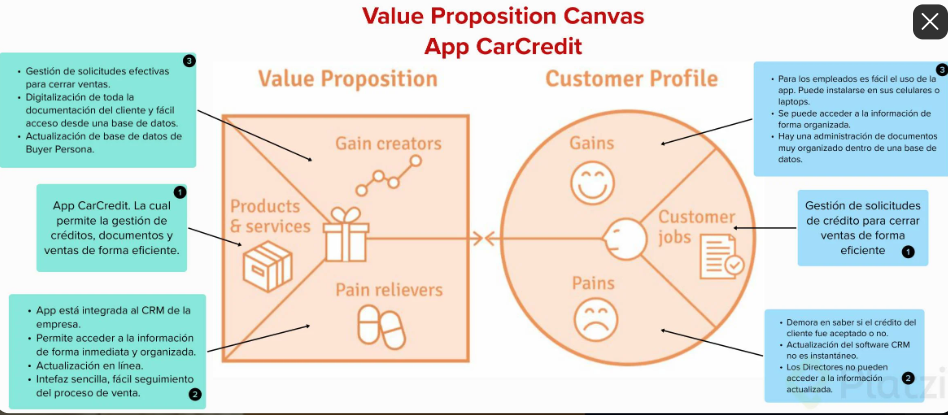 Value Proposition Canvas
App CarCredit
Value Proposition
Customer Profile
3
• Gestión de solicitudes efectivas
para cerrar ventas.
• Digitalización de toda la
documentación del cliente y fácil
acceso desde una base de datos.
• Actualización de base de datos de
Buyer Persona.
1
App CarCredit. La cual
permite la gestión de
créditos, documentos y
ventas de forma eficiente.
• App está integrada al CRM de la
empresa.
• Permite acceder a la información
de forma inmediata y organizada.
• Actualización en línea.
• Intefaz sencilla, fácil seguimiento
del proceso de venta.
2
Gain creators
Products
& services
Pain relievers
Gains
Customer
jobs
Pains
3
• Para los empleados es fácil el uso de la
app. Puede instalarse en sus celulares o
laptops.
• Se puede acceder a la información de
forma organizada.
• Hay una administración de documentos
muy organizado dentro de una base de
datos.
Gestión de solicitudes
de crédito para cerrar
ventas de forma
eficiente
1
• Demora en saber si el crédito del
cliente fue aceptado o no.
• Actualización del software CRM
no es instantáneo.
• Los Directores no pueden
acceder a la información
actualizada.
2
Platzi